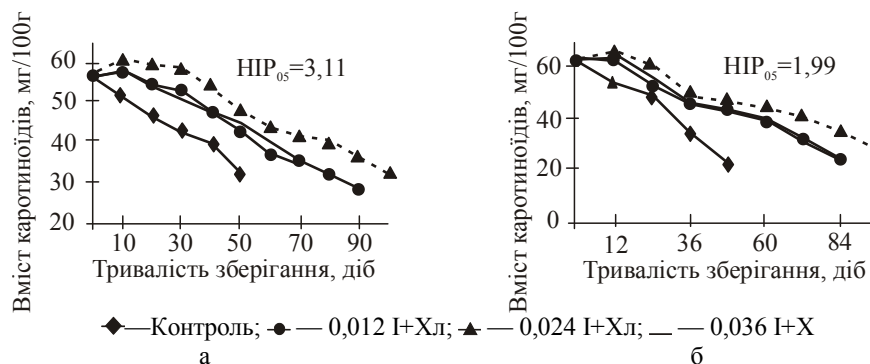 Вміст каротиноїдів, мг/100г
60
50
40
30
20
НІР05=3,11
10 30 50 70 90
Тривалість зберігання, діб
Вміст каротиноїдів, мг/100г
60
40
20
0
НІР05=1,99
12 36 60 84
Тривалість зберігання, діб
Контроль; — 0,012 І+Хл; — 0,024 І+Хл; — 0,036 І+Х
а б